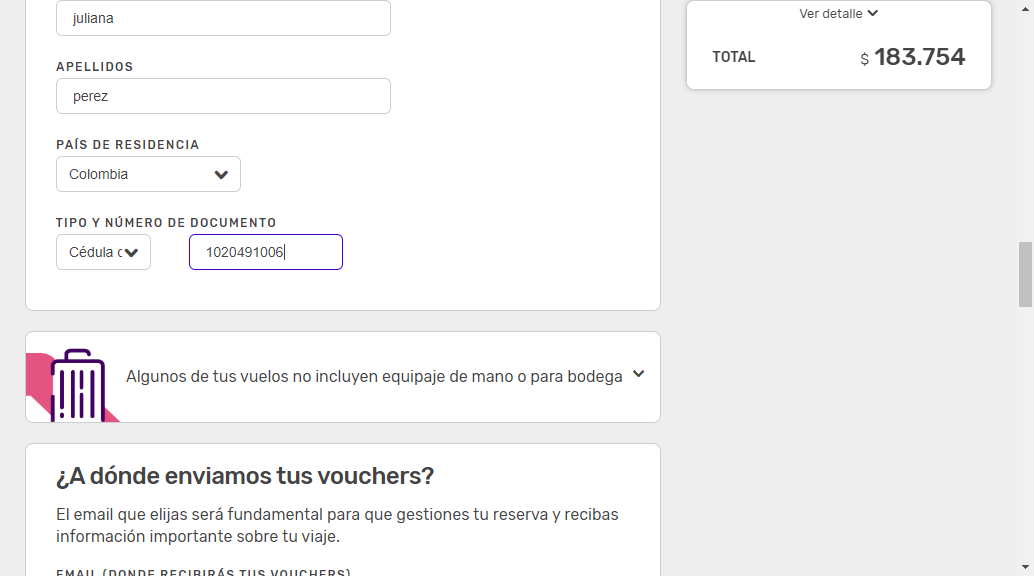 juliana
APELLIDOS
perez
PAÍS DE RESIDENCIA
Colombia
TIPO Y NÚMERO DE DOCUMENTO
Cédula c 1020491006
Algunos de tus vuelos no incluyen equipaje de mano o para bodega
¿A dónde enviamos tus vouchers?
El email que elijas será fundamental para que gestiones tu reserva y recibas
información importante sobre tu viaje.
EMAIL (DONDE RECIBIRÁS TUS VOUCHERS)
Ver detalle
TOTAL $ 183.754